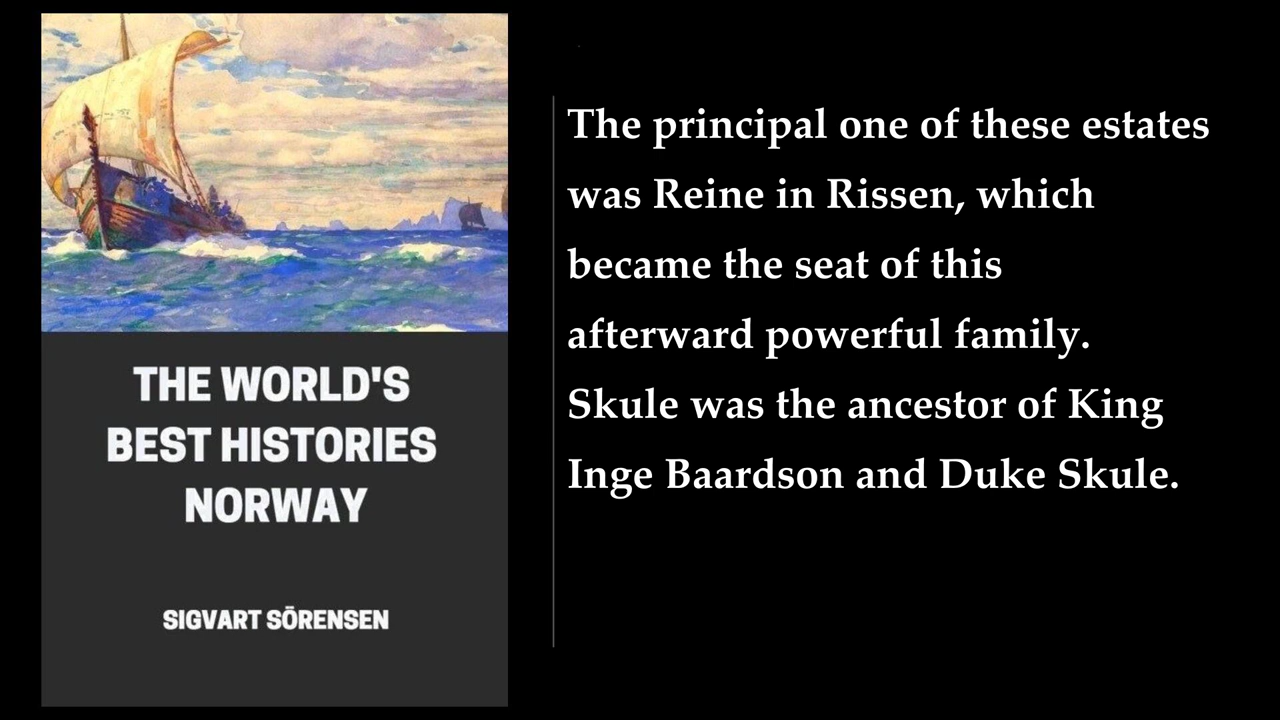 THE WORLD'S
BEST HISTORIES
NORWAY
SIGVART SÖRENSEN
The principal one of these estates
was Reine in Rissen, which
became the seat of this
afterward powerful family.
Skule was the ancestor of King
Inge Baardson and Duke Skule.